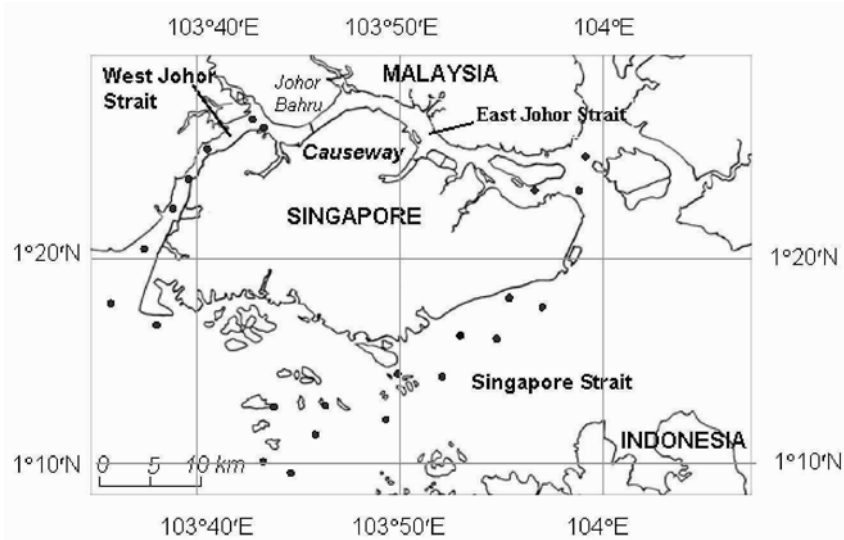 103°40′E 103°50′E 104°E
West Johor
Strait
Johor
Bahru
MALAYSIA
East Johor Strait
Causeway
SINGAPORE
1°20′N 1°20′N
Singapore Strait
INDONESIA
1°10′N 0 5 10 km 1°10′N
103°40′E 103°50′E 104°E